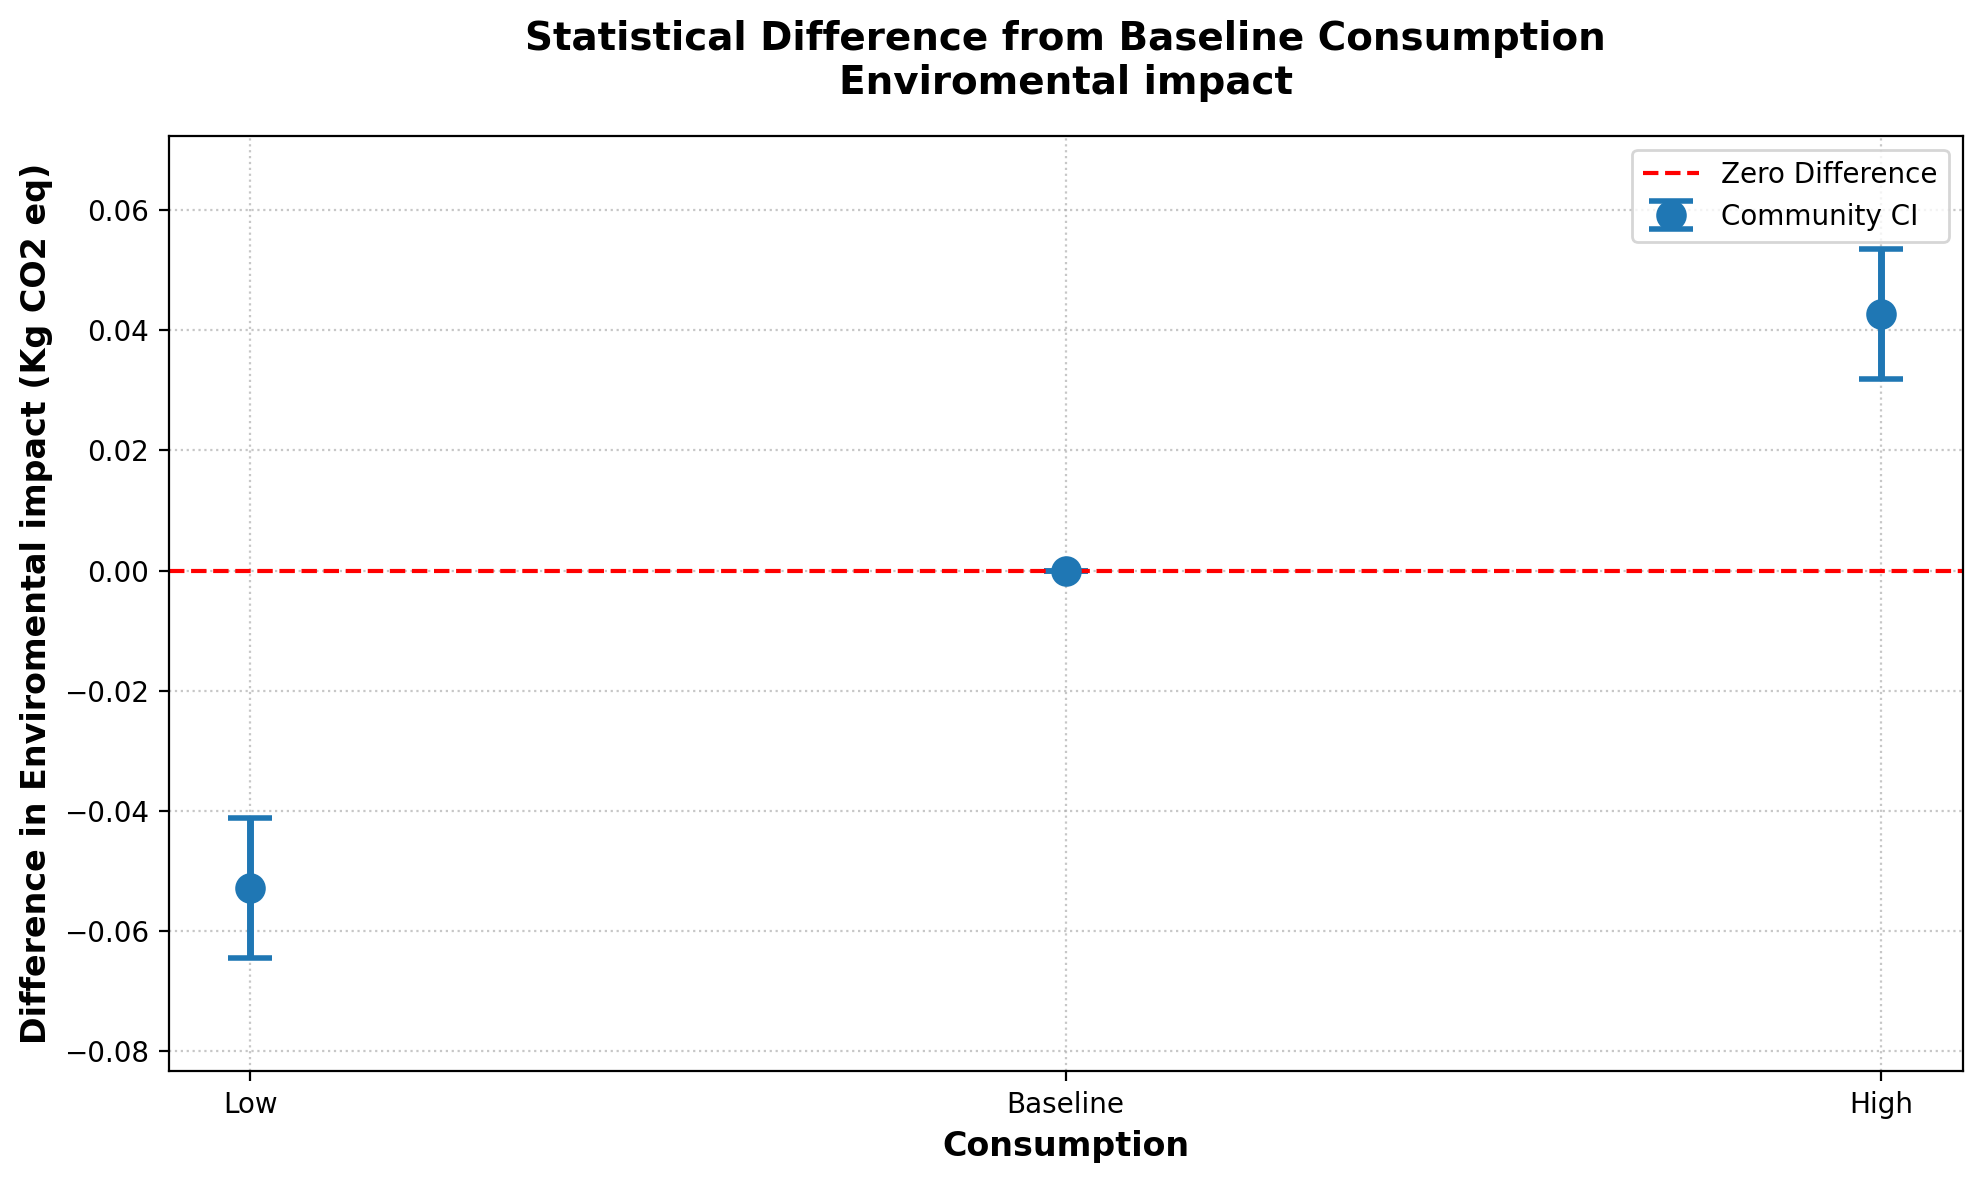 Statistical Difference from Baseline Consumption
Enviromental impact
Zero Difference
Community CI
Difference in Enviromental impact (Kg CO2 eq)
0.06
0.04
0.02
0.00
−0.02
−0.04
−0.06
−0.08
Low
Baseline
High
Consumption